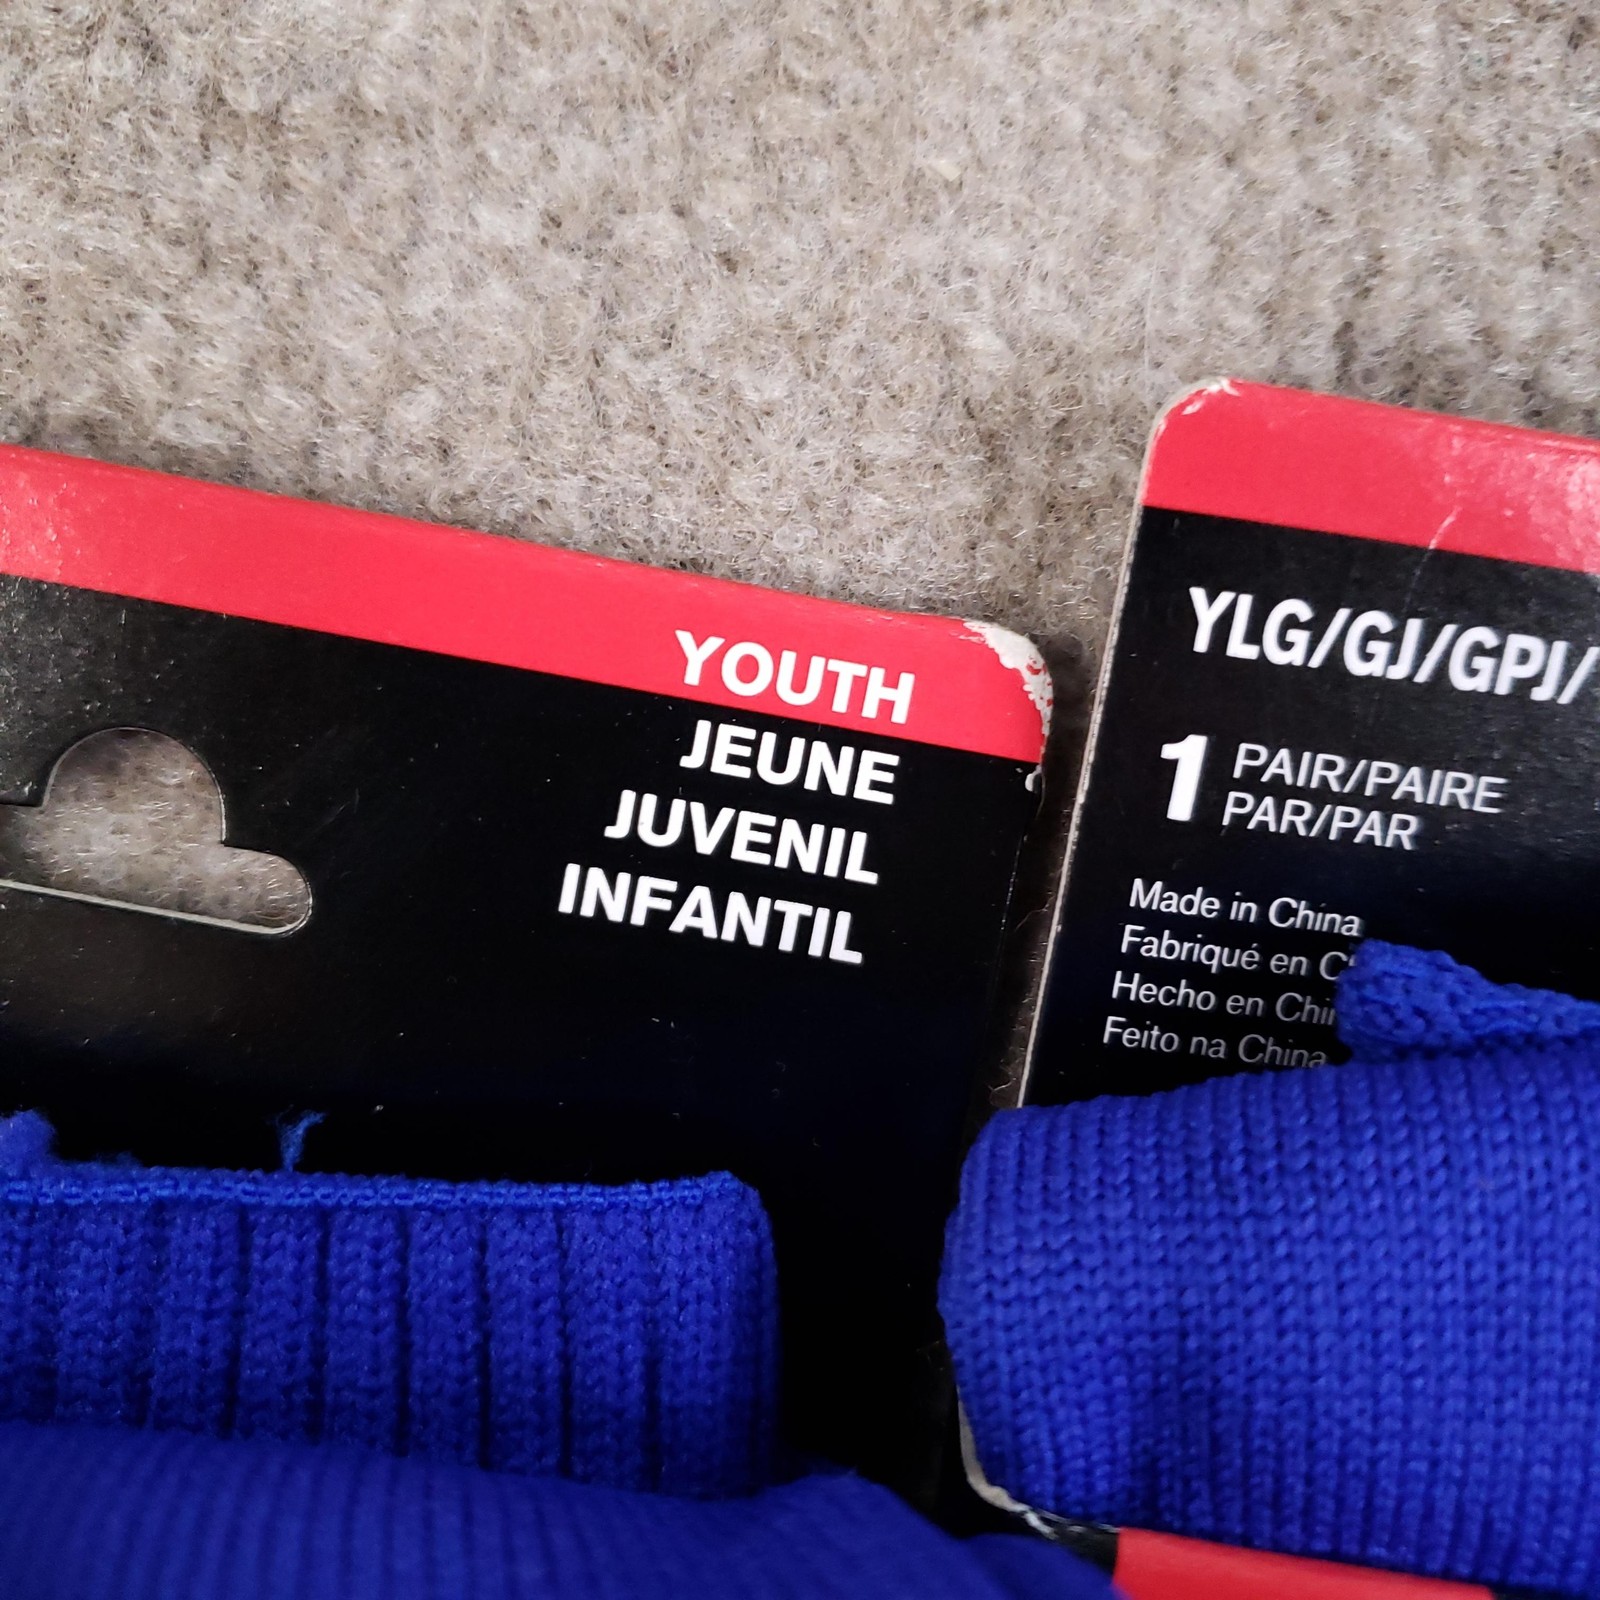 YOUTH
JEUNE
JUVENIL
INFANTIL
YLG/GJ/GPJ/
1 PAIR/PAIRE
PAR/PAR
Made in China
Fabriqué en
Hecho en
Feito na China